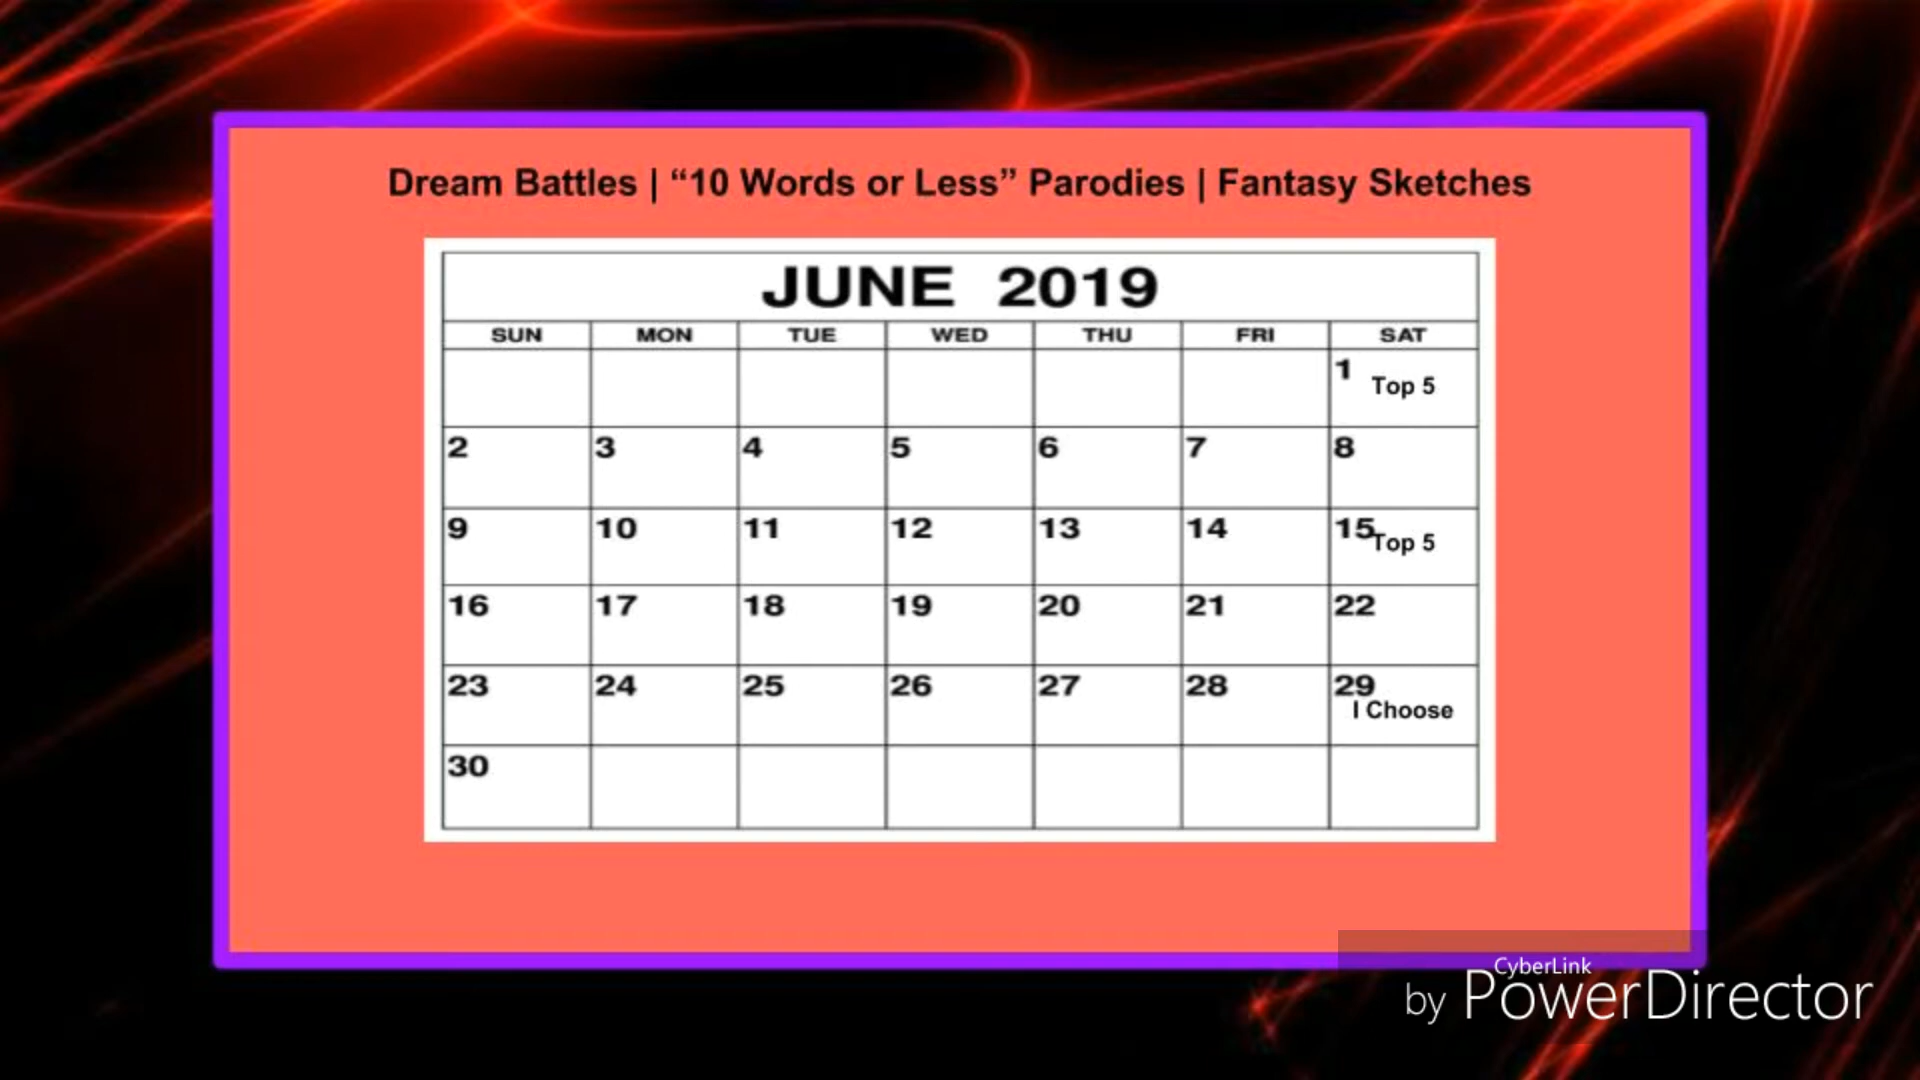 Dream Battles | “10 Words or Less” Parodies | Fantasy Sketches
JUNE 2019
SUN MON TUE WED THU FRI SAT
1 Top 5
2 3 4 5 6 7 8
9 10 11 12 13 14 15 Top 5
16 17 18 19 20 21 22
23 24 25 26 27 28 29
I Choose
30
CyberLink
by PowerDirector